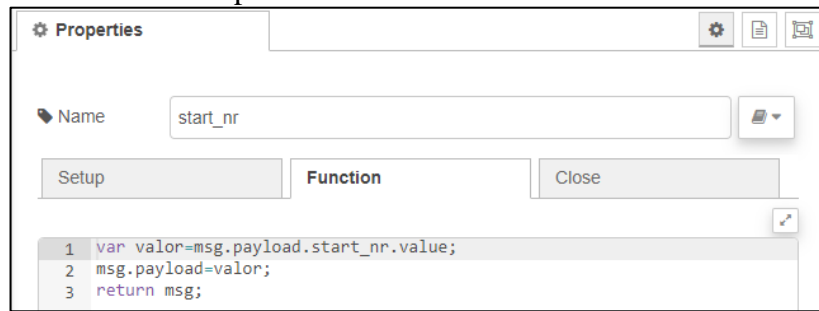 Properties
Name start_nr
Setup Function Close
1 var valor=msg.payload.start_nr.value;
2 msg.payload=valor;
3 return msg;